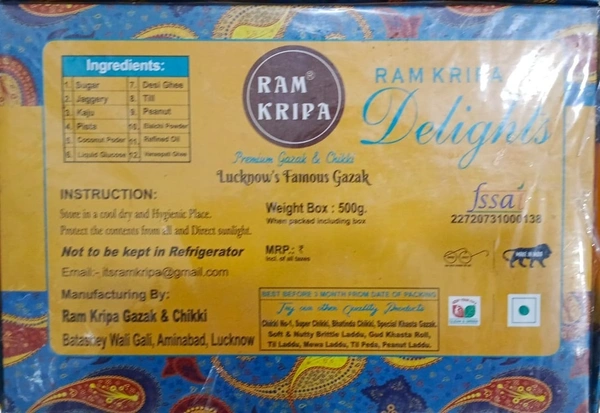 Ingredients:
1. Sugar 7. Desi Ghee
2. Jaggery 8. Till
3. Kaju 9. Peanut
4. Pista 10. Elaichi Powder
5. Coconut Poder 11. Refined Oil
6. Liquid Glucose 12. Varaspati Ghee
RAM®
KRIPA
RAM KRIPA
Delights
Premium Gazak & Chikki
Lucknow's Famous Gazak
INSTRUCTION:
Store in a cool dry and Hygienic Place.
Protect the contents from all and Direct sunlight.
Not to be kept in Refrigerator
Email:- itsramkripa@gmail.com
Manufacturing By:
Ram Kripa Gazak & Chikki
Batashey Wali Gali, Aminabad, Lucknow
Weight Box : 500g.
When packed including box
MRP.: ₹
Incl. of all taxes
fssai
22720731000138
MAKE IN INDIA
BEST BEFORE 1 MONTH FROM DATE OF PACKING
Try our other Quality Products
Chikki No-1, Super Chikki, Bhatinda Chikki, Special Khasta Gazak,
Soft & Nutty Brittle Laddu, Gud Khasta Roll,
Til Laddu, Mewa Laddu, Til Peda, Peanut Laddu.